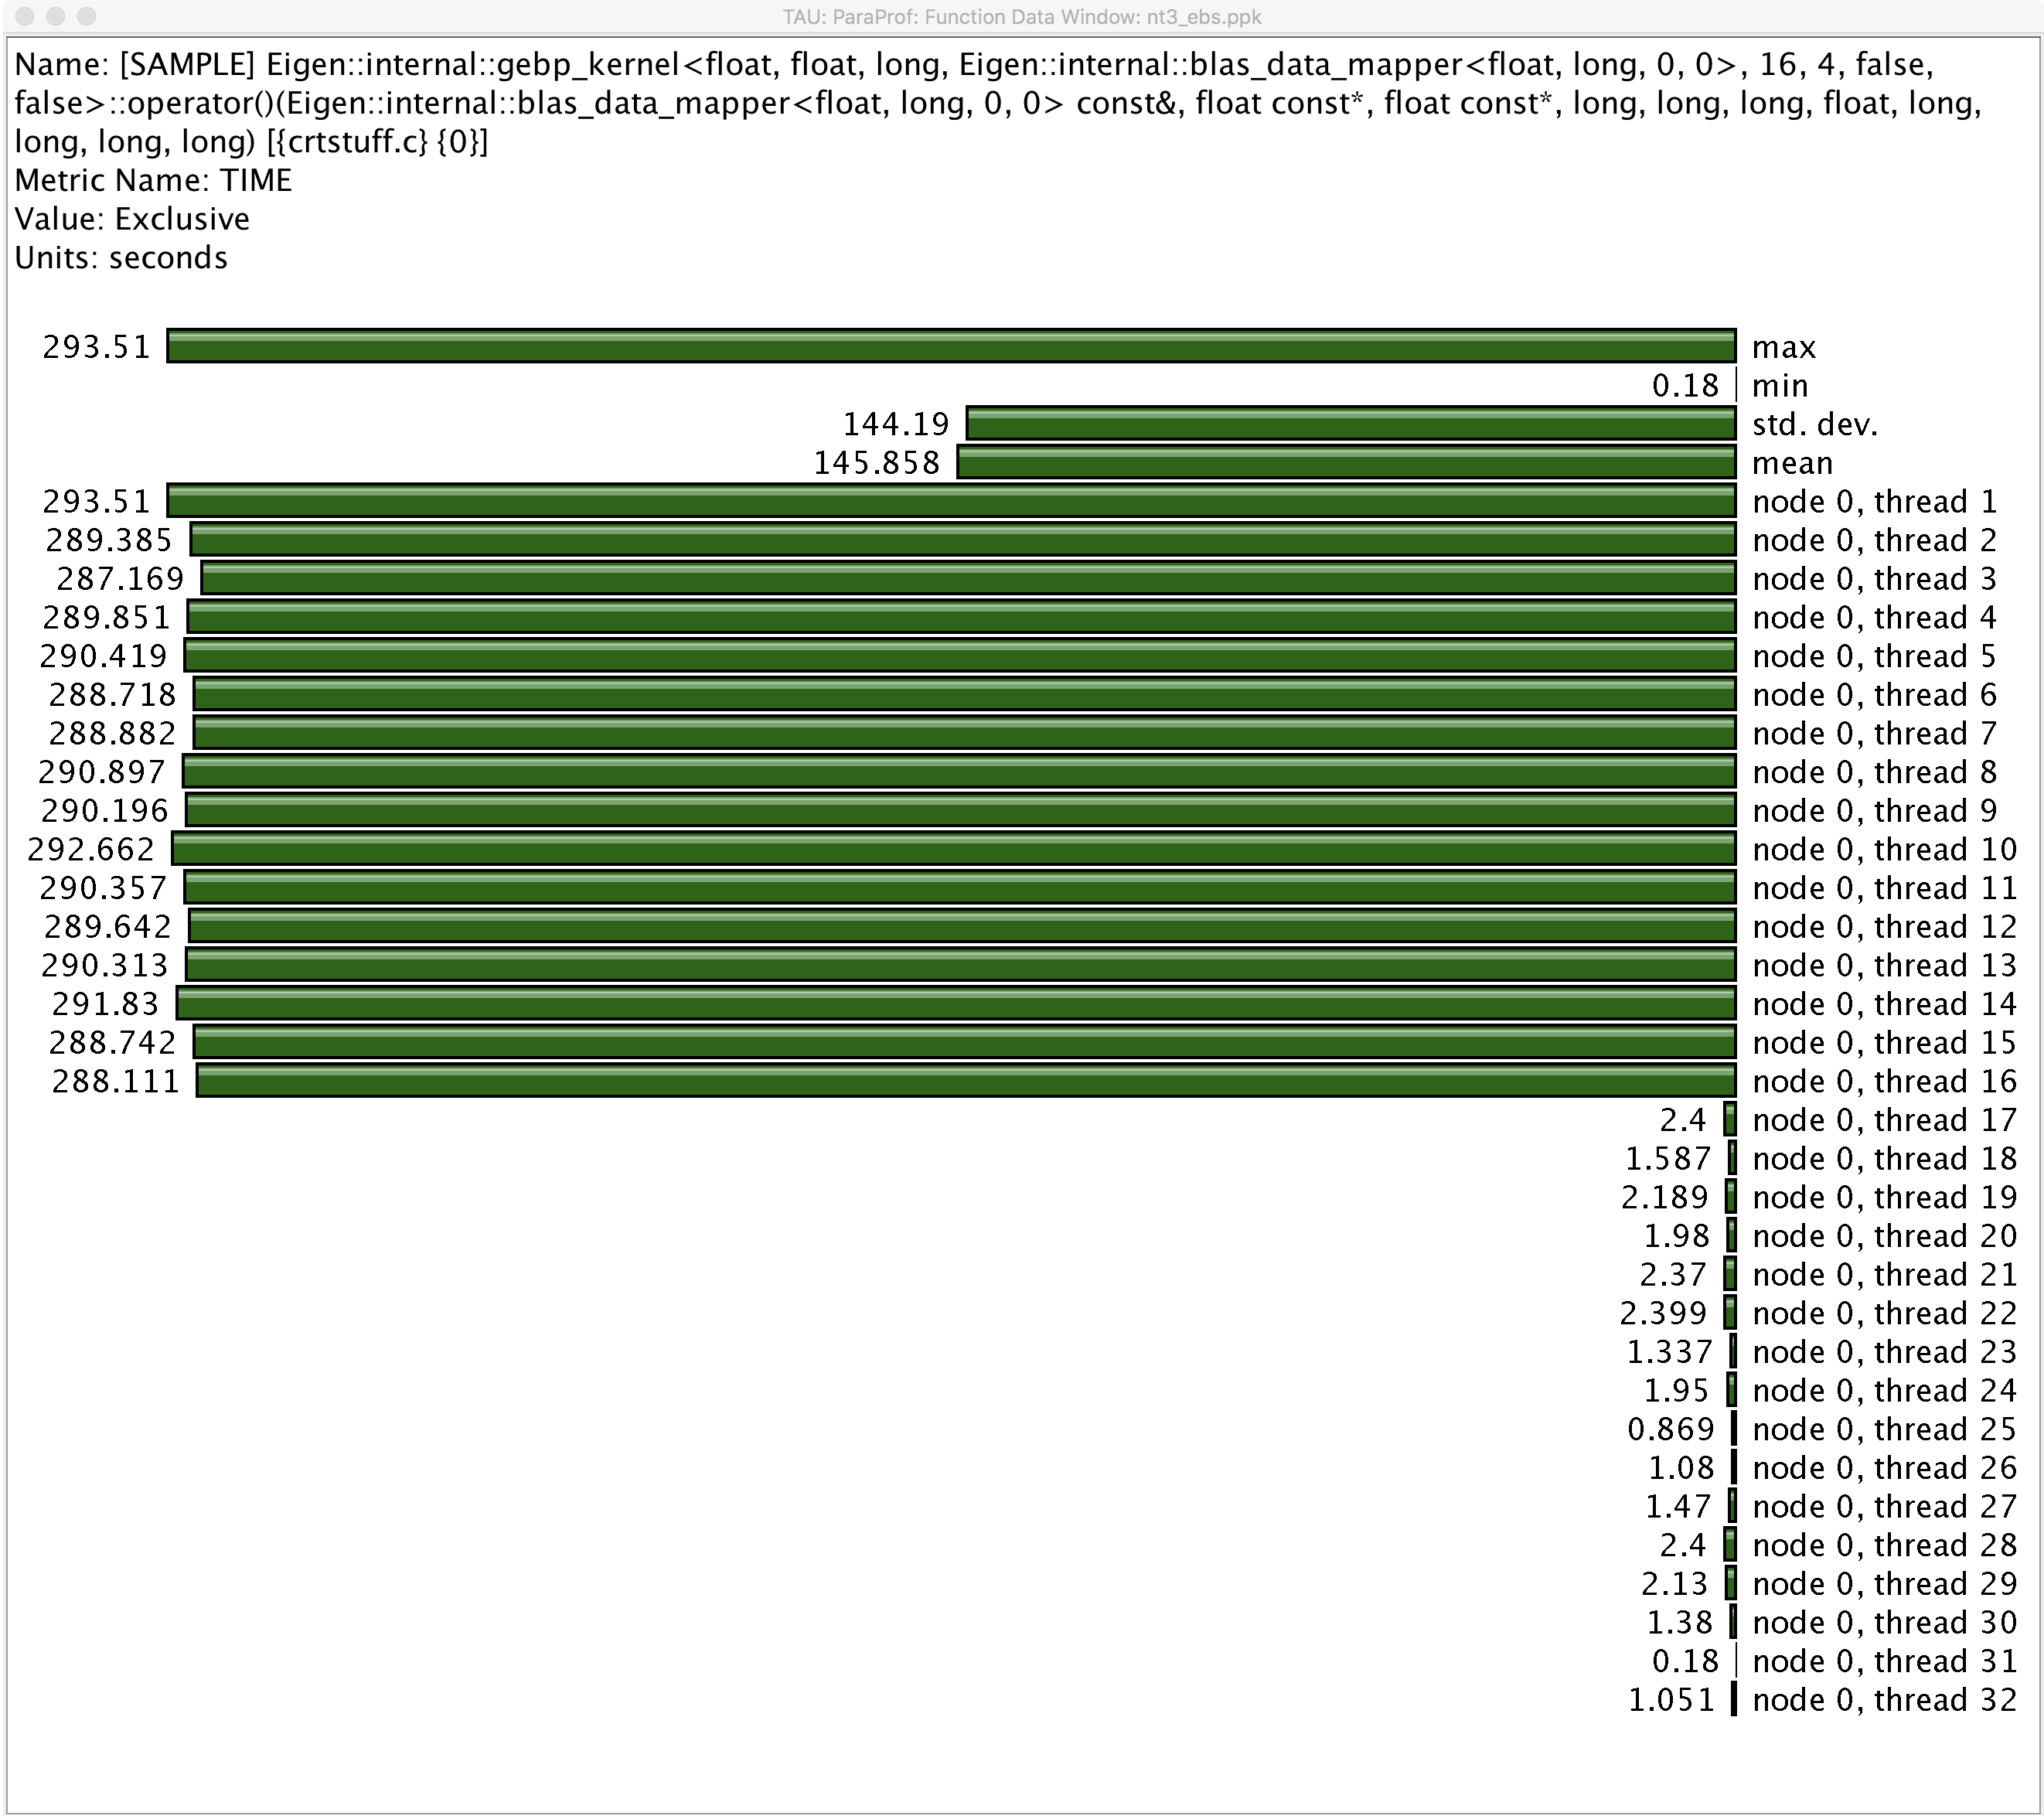 TAU: ParaProf: Function Data Window: nt3_ebs.ppk
Name: [SAMPLE] Eigen::internal::gebp_kernel<float, float, long, Eigen::internal::blas_data_mapper<float, long, 0, 0>, 16, 4, false,
false>::operator()(Eigen::internal::blas_data_mapper<float, long, 0, 0> const&, float const*, float const*, long, long, long, float, long,
long, long, long) [{crtstuff.c} {0}]
Metric Name: TIME
Value: Exclusive
Units: seconds
293.51 max
0.18 min
144.19 std. dev.
145.858 mean
293.51 node 0, thread 1
289.385 node 0, thread 2
287.169 node 0, thread 3
289.851 node 0, thread 4
290.419 node 0, thread 5
288.718 node 0, thread 6
288.882 node 0, thread 7
290.897 node 0, thread 8
290.196 node 0, thread 9
292.662 node 0, thread 10
290.357 node 0, thread 11
289.642 node 0, thread 12
290.313 node 0, thread 13
291.83 node 0, thread 14
288.742 node 0, thread 15
288.111 node 0, thread 16
2.4 node 0, thread 17
1.587 node 0, thread 18
2.189 node 0, thread 19
1.98 node 0, thread 20
2.37 node 0, thread 21
2.399 node 0, thread 22
1.337 node 0, thread 23
1.95 node 0, thread 24
0.869 node 0, thread 25
1.08 node 0, thread 26
1.47 node 0, thread 27
2.4 node 0, thread 28
2.13 node 0, thread 29
1.38 node 0, thread 30
0.18 node 0, thread 31
1.051 node 0, thread 32